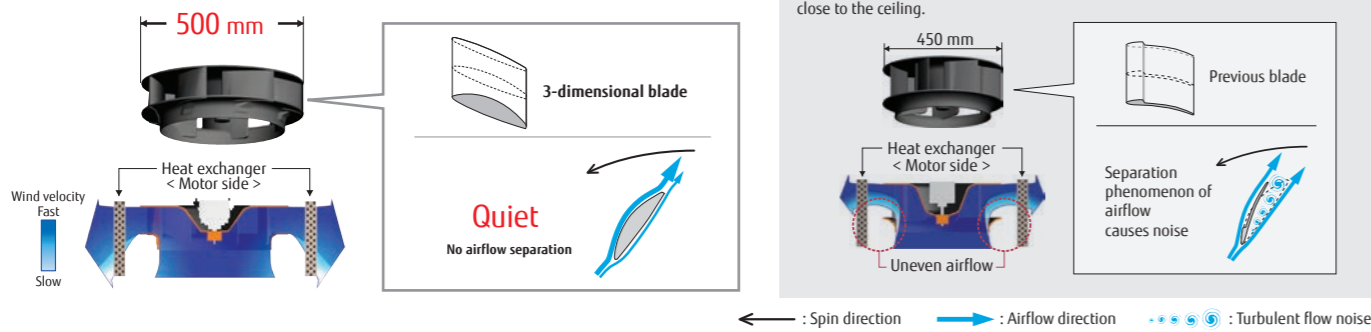 500 mm
3-dimensional blade
Heat exchanger
< Motor side >
Wind velocity
Fast
Slow
Quiet
No airflow separation
close to the ceiling.
450 mm
Previous blade
Heat exchanger
< Motor side >
Uneven airflow
Separation
phenomenon of
airflow
causes noise
: Spin direction
: Airflow direction
: Turbulent flow noise